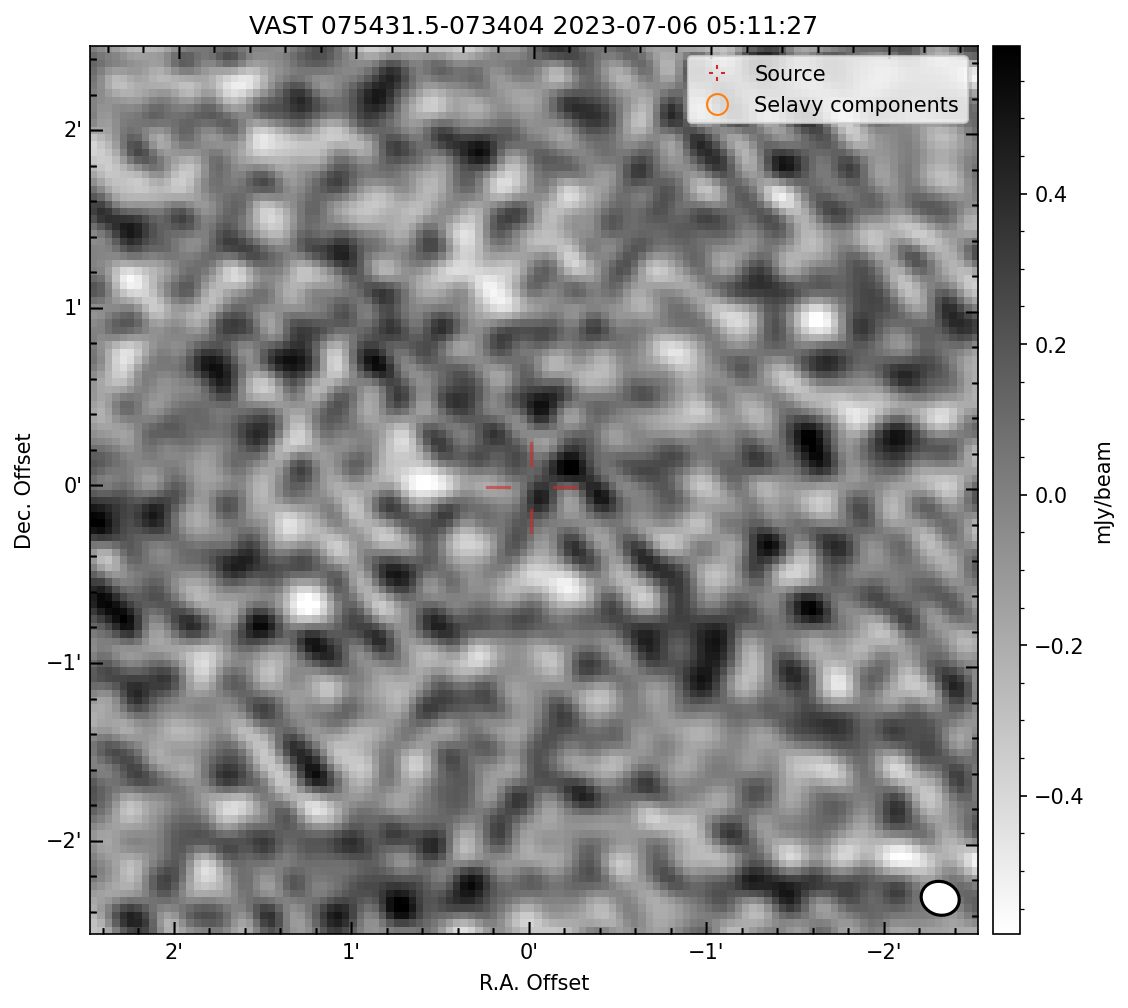 VAST 075431.5-073404 2023-07-06 05:11:27
Source
Selavy components
2'
1'
0'
−1'
−2'
Dec. Offset
2'
1'
0'
−1'
−2'
R.A. Offset
0.4
0.2
0.0
−0.2
−0.4
mJy/beam